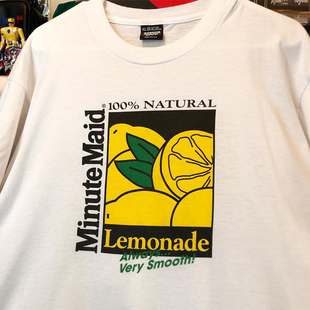 100% NATURAL
Minute Maid®
Lemonade
Always...
Very Smooth!